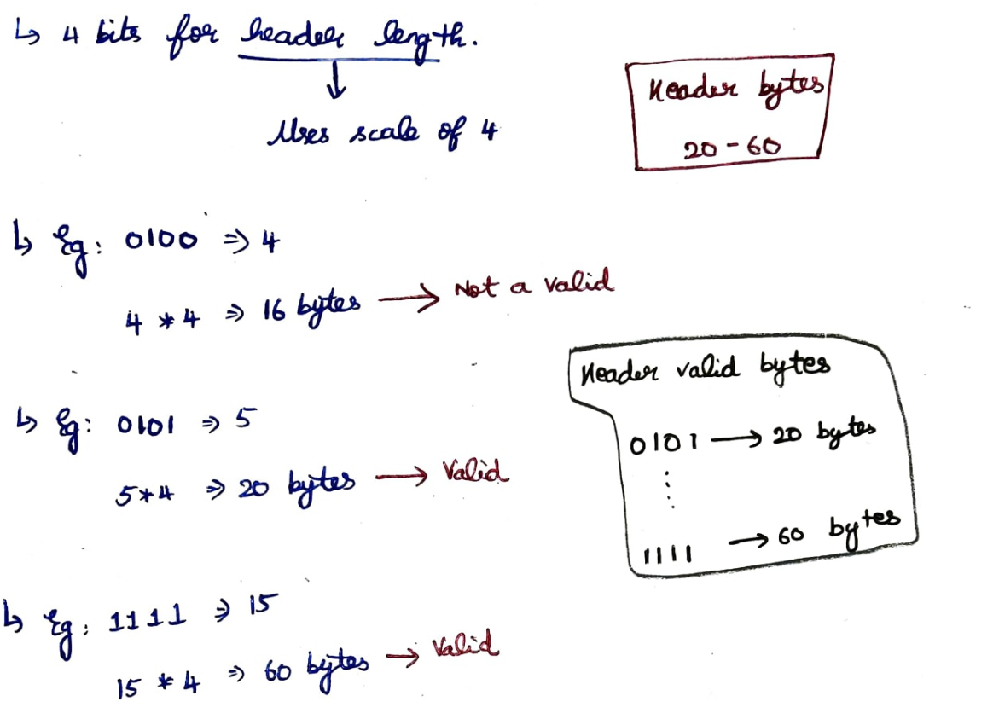 ↳ 4 bits for header length.
Uses scale of 4
Header bytes
20 - 60
↳ Eg: 0100 ⇒ 4
4 * 4 ⇒ 16 bytes → Not a valid
↳ Eg: 0101 ⇒ 5
5*4 ⇒ 20 bytes → Valid
Header valid bytes
0101 → 20 bytes
1111 → 60 bytes
↳ Eg: 1111 ⇒ 15
15 * 4 ⇒ 60 bytes → Valid